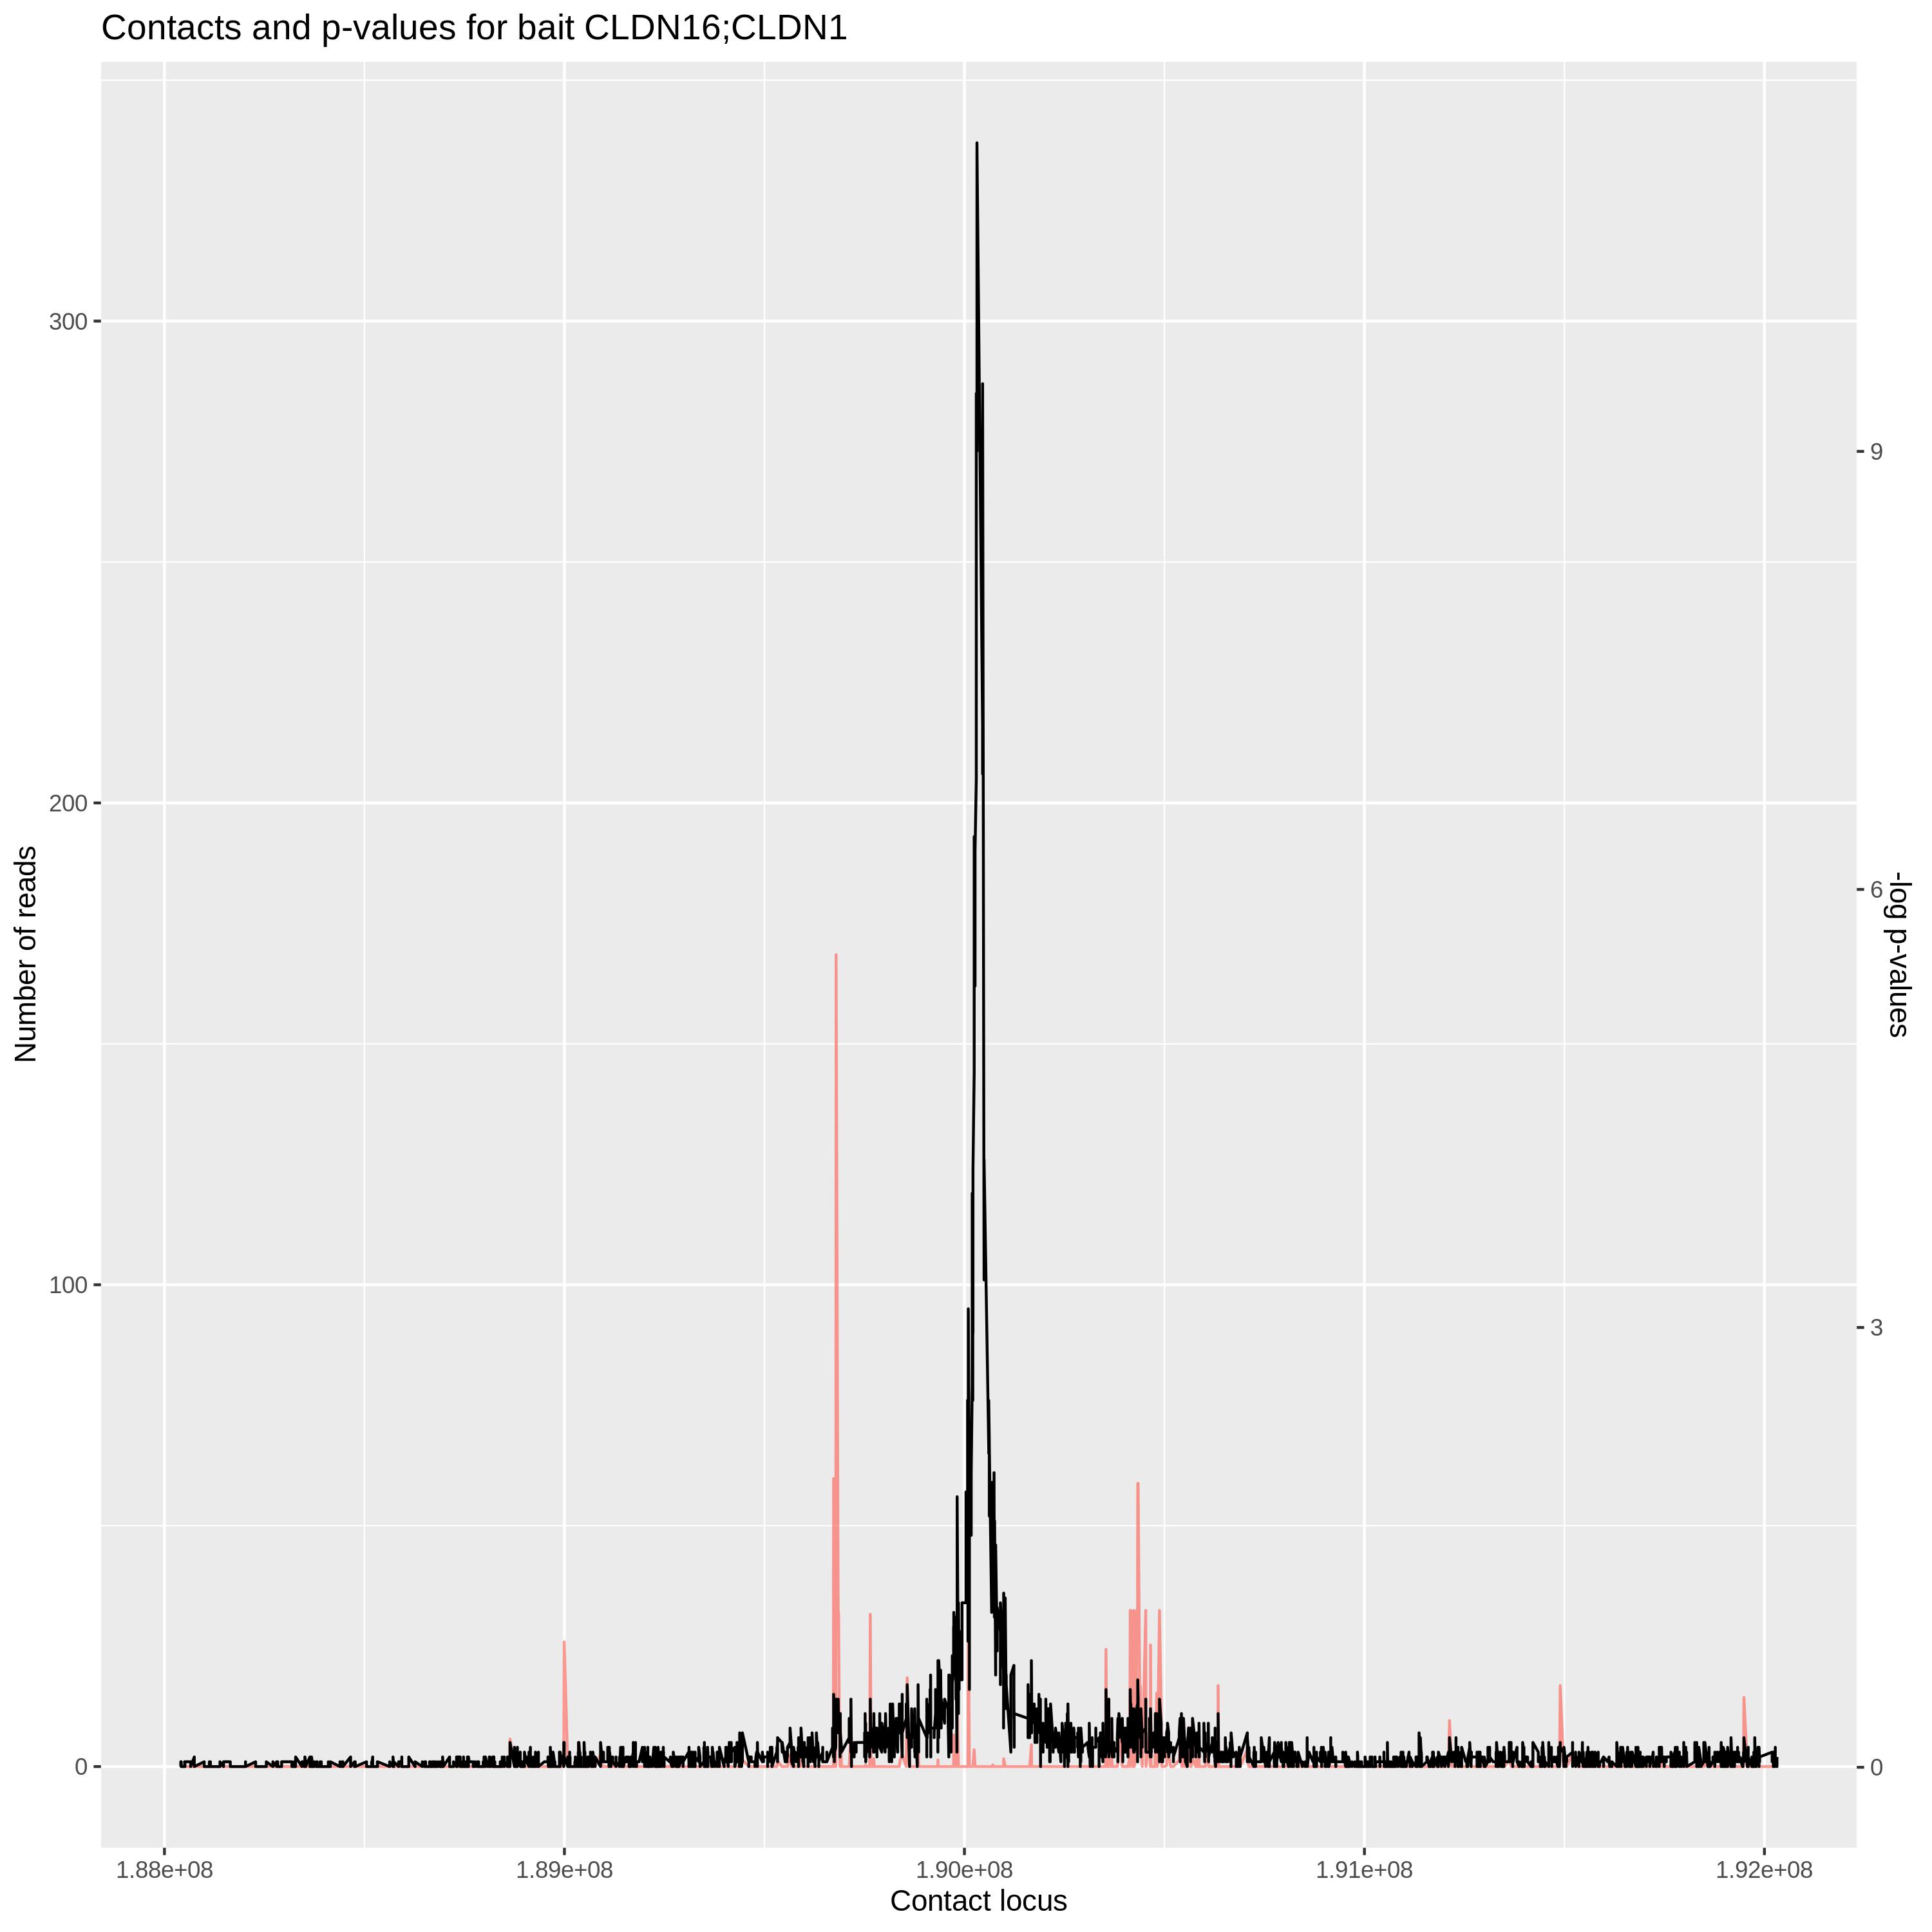 Contacts and p-values for bait CLDN16;CLDN1
300
200
100
0
Number of reads
9
6
3
0
-log p-values
1.88e+08 1.89e+08 1.90e+08 1.91e+08 1.92e+08
Contact locus